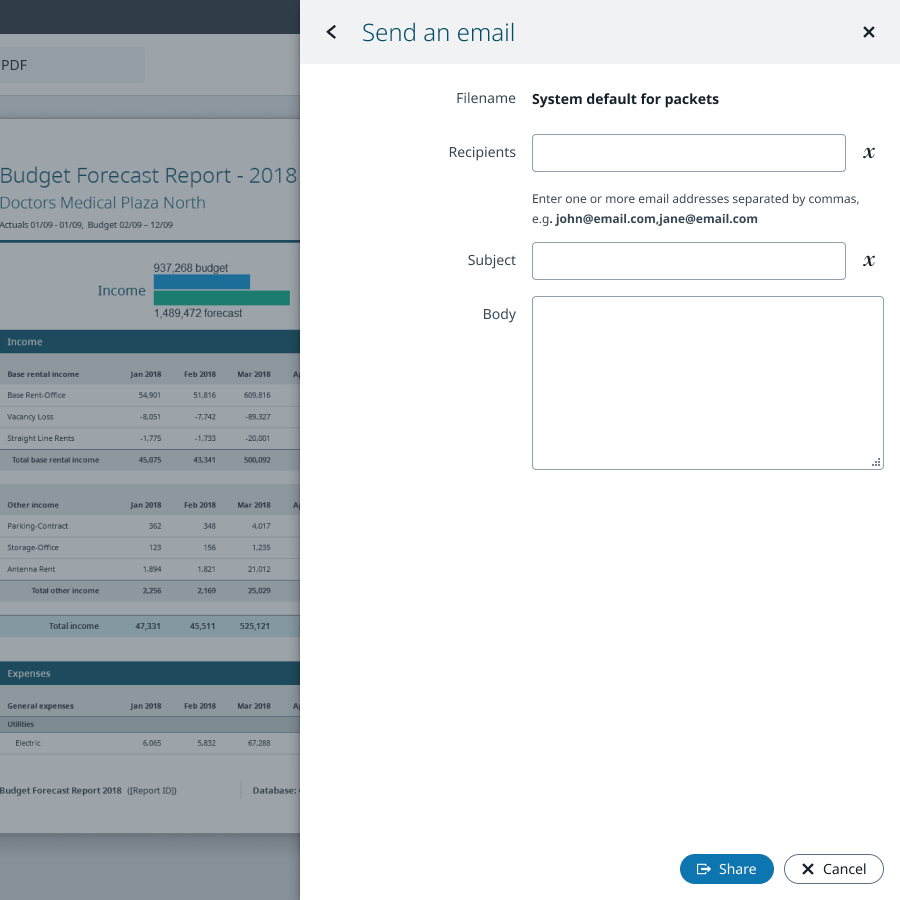 PDF
Budget Forecast Report - 2018
Doctors Medical Plaza North
Actuals 01/09 - 01/09, Budget 02/09 – 12/09
937,268 budget
Income
1,489,472 forecast
Income
Base rental income Jan 2018 Feb 2018 Mar 2018
Base Rent-Office 54,901 51,816 609,816
Vacancy Loss -8,051 -7,742 -89,327
Straight Line Rents -1,775 -1,733 -20,001
Total base rental income 45,075 43,341 500,092
Other income Jan 2018 Feb 2018 Mar 2018
Parking-Contract 362 348 4,017
Storage-Office 123 156 1,235
Antenna Rent 1,894 1,821 21,012
Total other income 2,256 2,169 25,029
Total income 47,331 45,511 525,121
Expenses
General expenses Jan 2018 Feb 2018 Mar 2018
Utilities
Electric 6,065 5,832 67,288
Budget Forecast Report 2018 ([Report ID]) Database:
Send an email
Filename System default for packets
Recipients x
Enter one or more email addresses separated by commas,
e.g. john@email.com,jane@email.com
Subject x
Body
Share Cancel